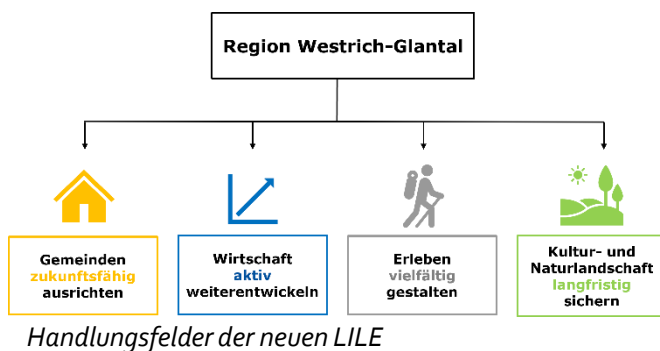 Region Westrich-Glantal
Gemeinden
zukunftsfähig
ausrichten
Wirtschaft
aktiv
weiterentwickeln
Erleben
vielfältig
gestalten
Kultur- und
Naturlandschaft
langfristig
sichern
Handlungsfelder der neuen LILE